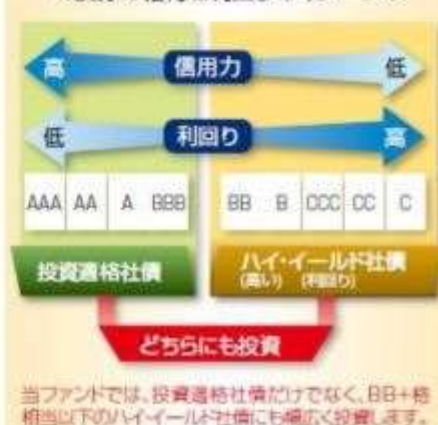 高 信用力 低
低 利回り 高
AAA AA A BBB BB B CCC CC C
投資適格社債 ハイ・イールド社債
(高い) (利回り)
どちらにも投資
当ファンドでは、投資適格社債だけでなく、BB+格
相当以下のハイ・イールド社債にも幅広く投資します。